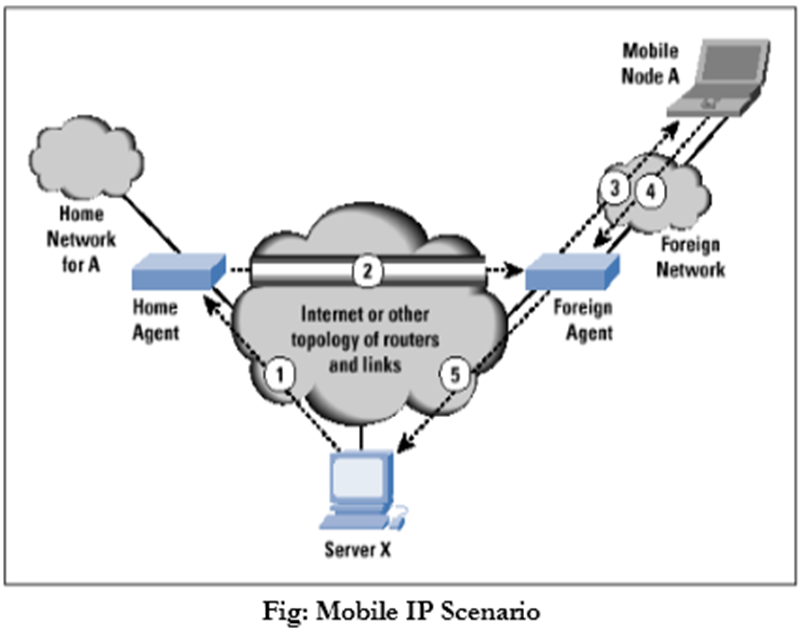 Mobile
Node A
3
4
Home
Network
for A
Foreign
Network
2
Home
Agent
Internet or other
topology of routers
and links
Foreign
Agent
1
5
Server X
Fig: Mobile IP Scenario